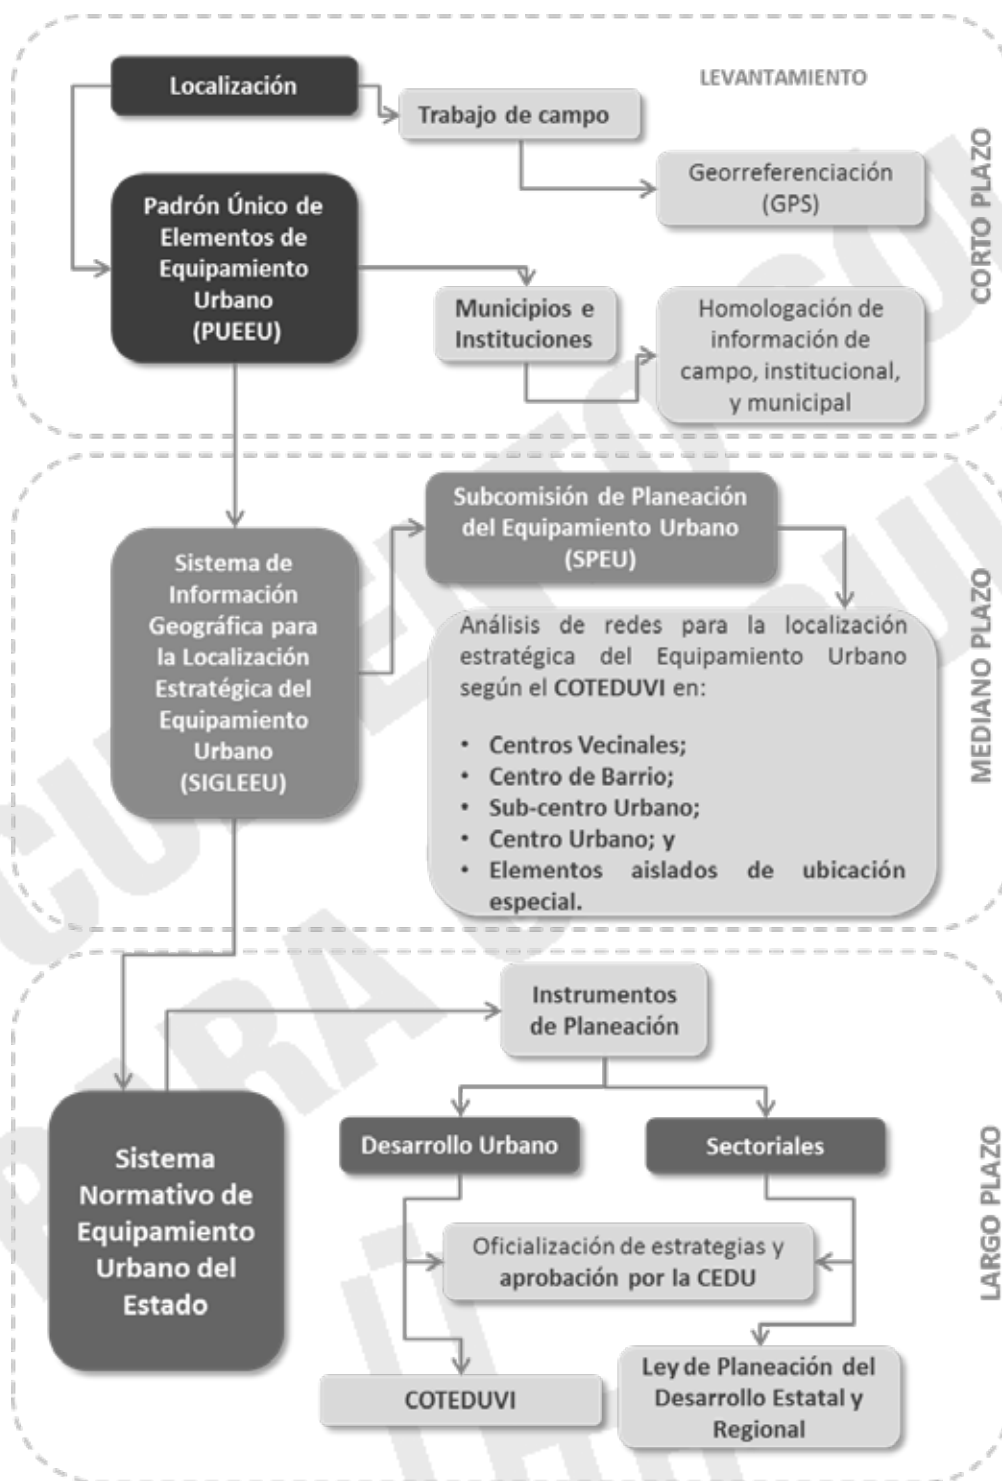 LEVANTAMIENTO
Localización
Trabajo de campo
Georreferenciación
(GPS)
Padrón Único de
Elementos de
Equipamiento
Urbano
(PUEEU)
Municipios e
Instituciones
Homologación de
información de
campo, institucional,
y municipal
CORTO PLAZO
Subcomisión de Planeación
del Equipamiento Urbano
(SPEU)
Sistema de
Información
Geográfica para
la Localización
Estratégica del
Equipamiento
Urbano
(SIGLEEU)
Análisis de redes para la localización
estratégica del Equipamiento Urbano
según el COTEDUVI en:
• Centros Vecinales;
• Centro de Barrio;
• Sub-centro Urbano;
• Centro Urbano; y
• Elementos aislados de ubicación
especial.
MEDIANO PLAZO
Instrumentos
de Planeación
Sistema
Normativo de
Equipamiento
Urbano del
Estado
Desarrollo Urbano
Sectoriales
Oficialización de estrategias y
aprobación por la CEDU
COTEDUVI
Ley de Planeación del
Desarrollo Estatal y
Regional
LARGO PLAZO